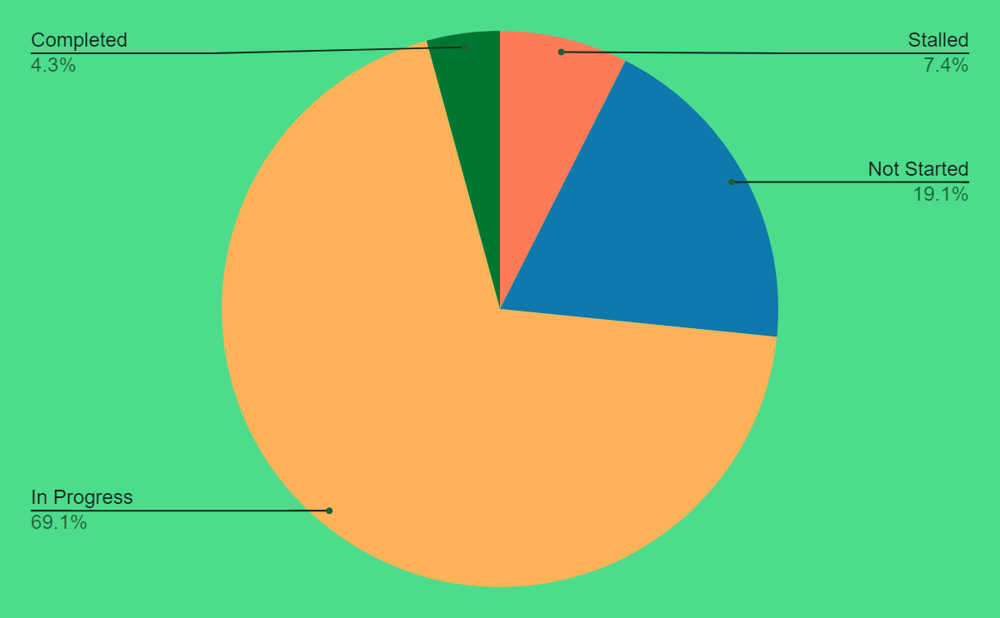 Completed
4.3%
Stalled
7.4%
Not Started
19.1%
In Progress
69.1%